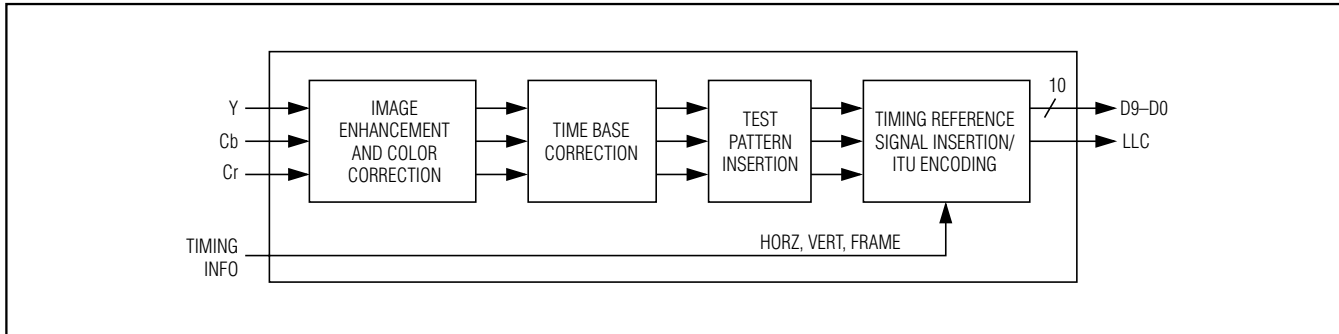 Y
Cb
Cr
TIMING
INFO
IMAGE
ENHANCEMENT
AND COLOR
CORRECTION
TIME BASE
CORRECTION
TEST
PATTERN
INSERTION
TIMING REFERENCE
SIGNAL INSERTION/
ITU ENCODING
HORZ, VERT, FRAME
10
D9–D0
LLC